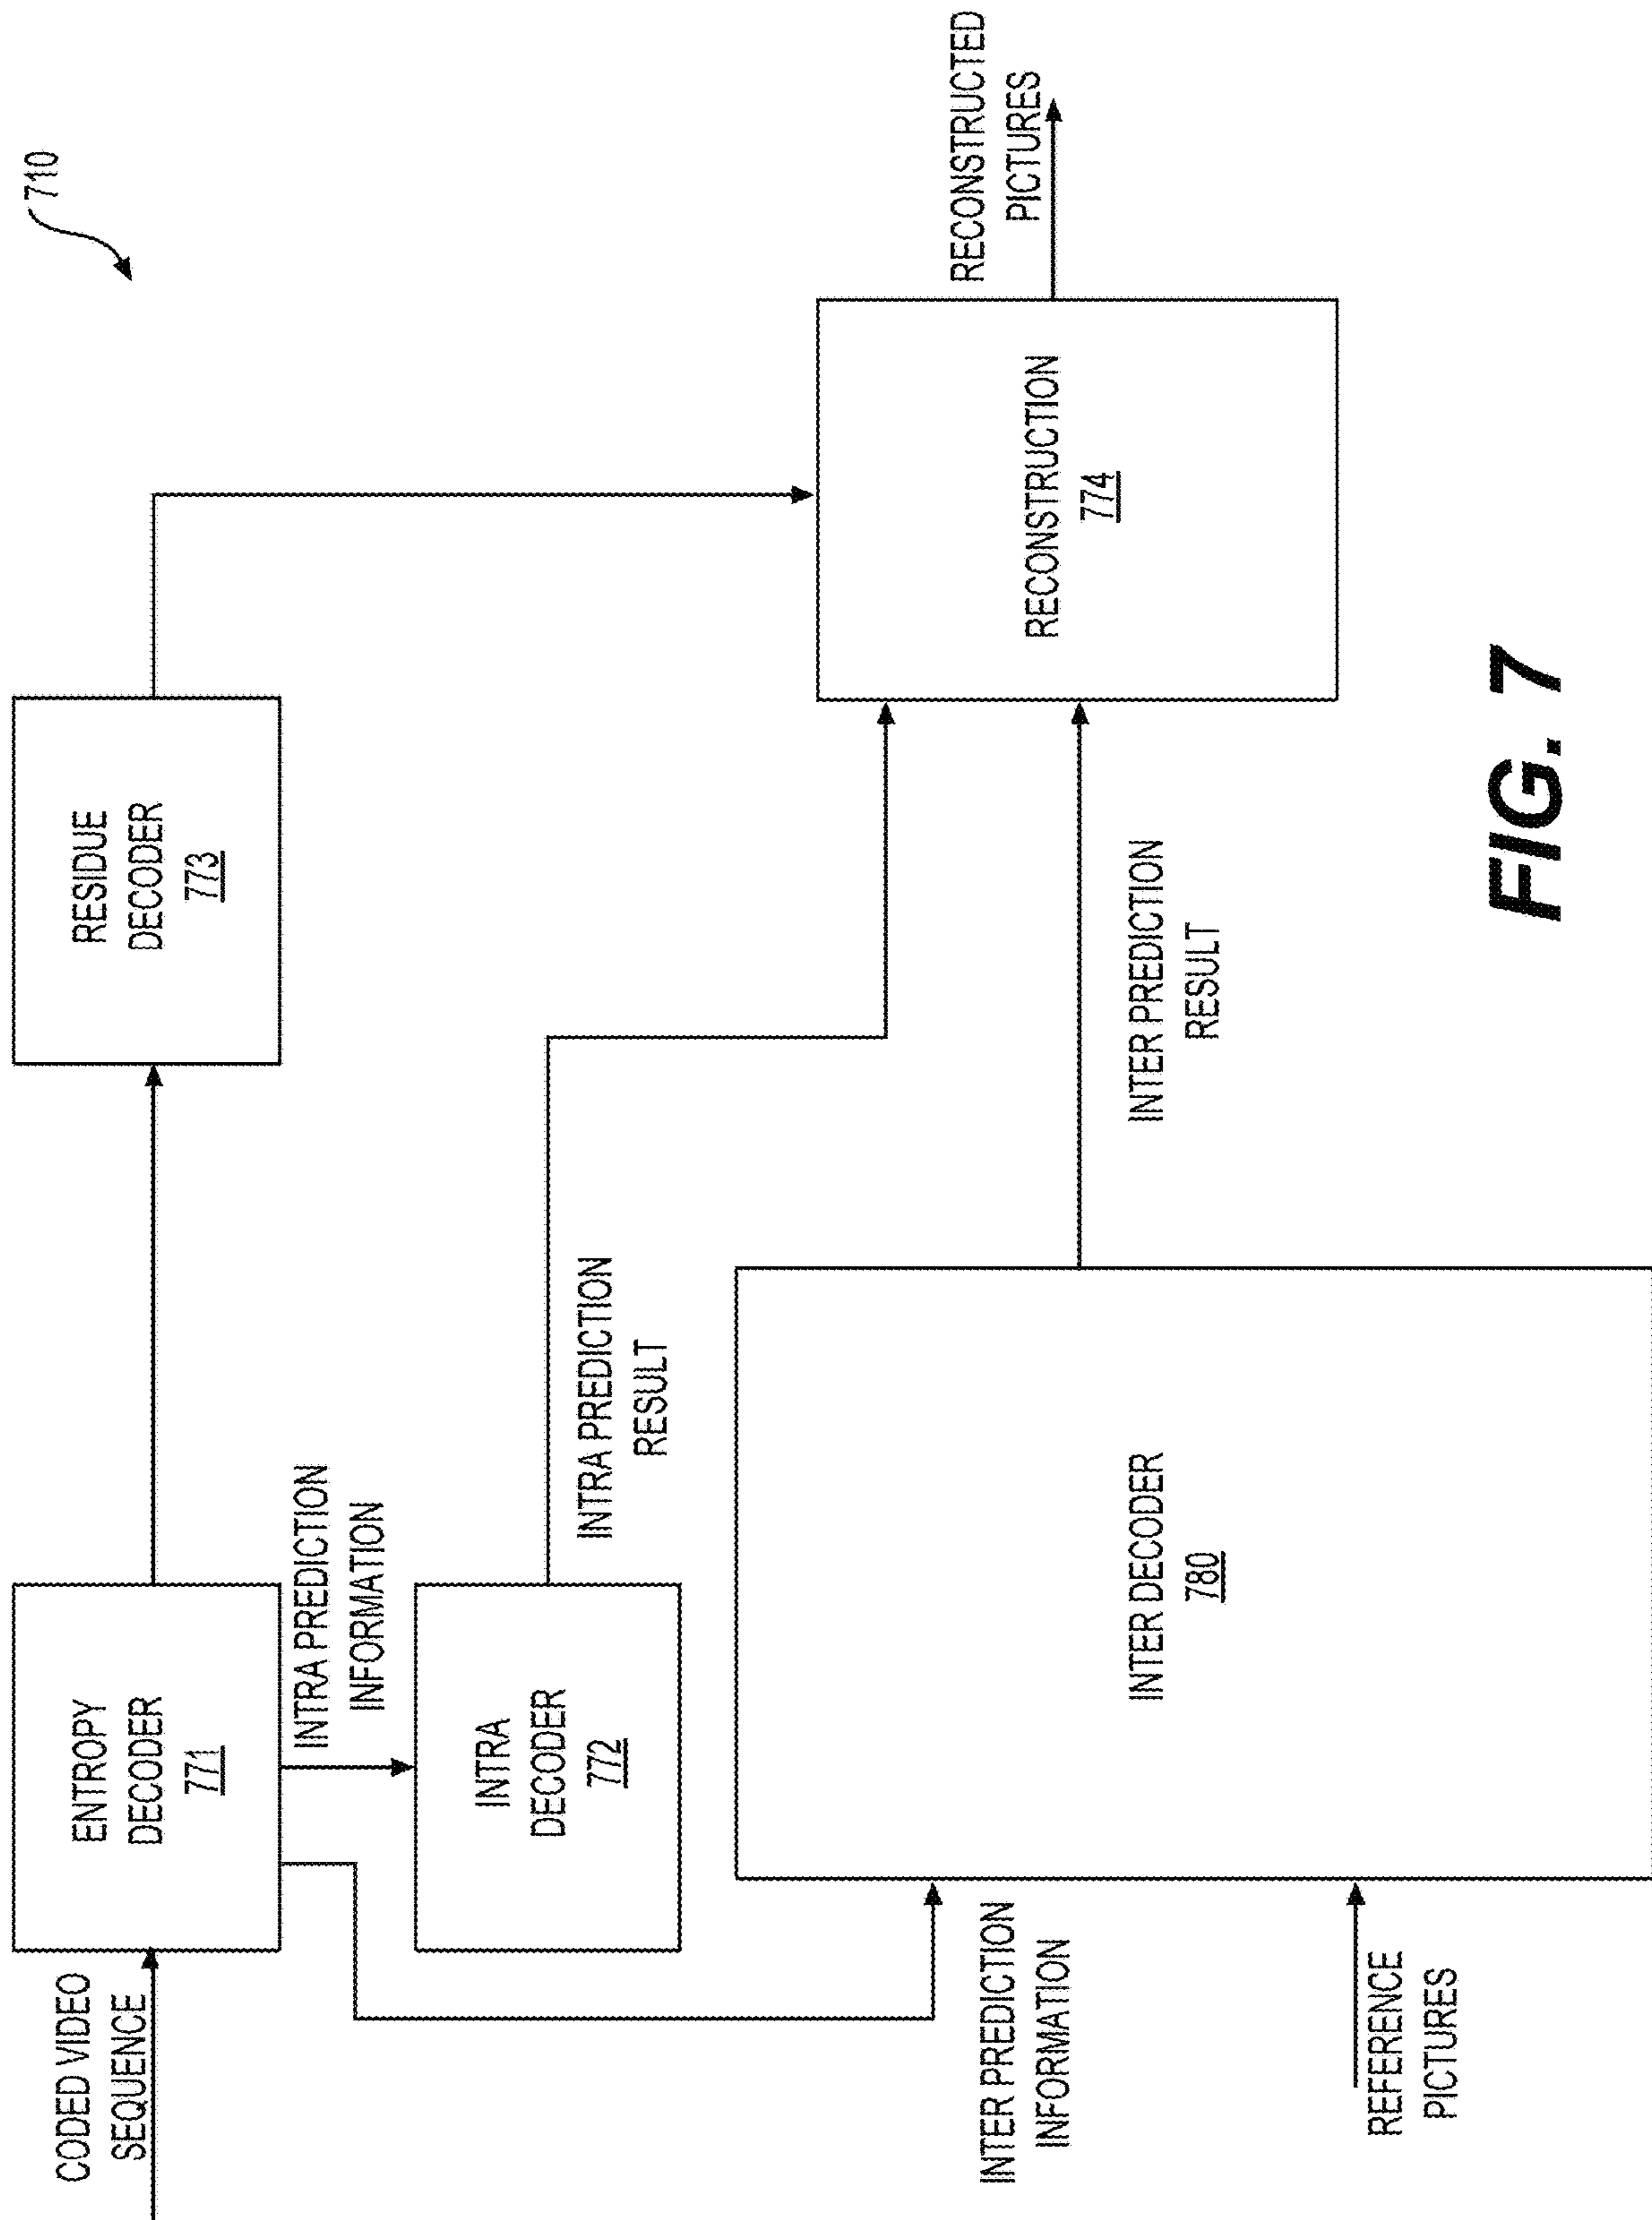 710
CODED VIDEO
SEQUENCE
ENTROPY
DECODER
771
RESIDUE
DECODER
773
INTRA PREDICTION
INFORMATION
INTRA
DECODER
772
INTRA PREDICTION
RESULT
RECONSTRUCTED
PICTURES
RECONSTRUCTION
774
INTER PREDICTION
INFORMATION
INTER DECODER
780
INTER PREDICTION
RESULT
REFERENCE
PICTURES
FIG. 7